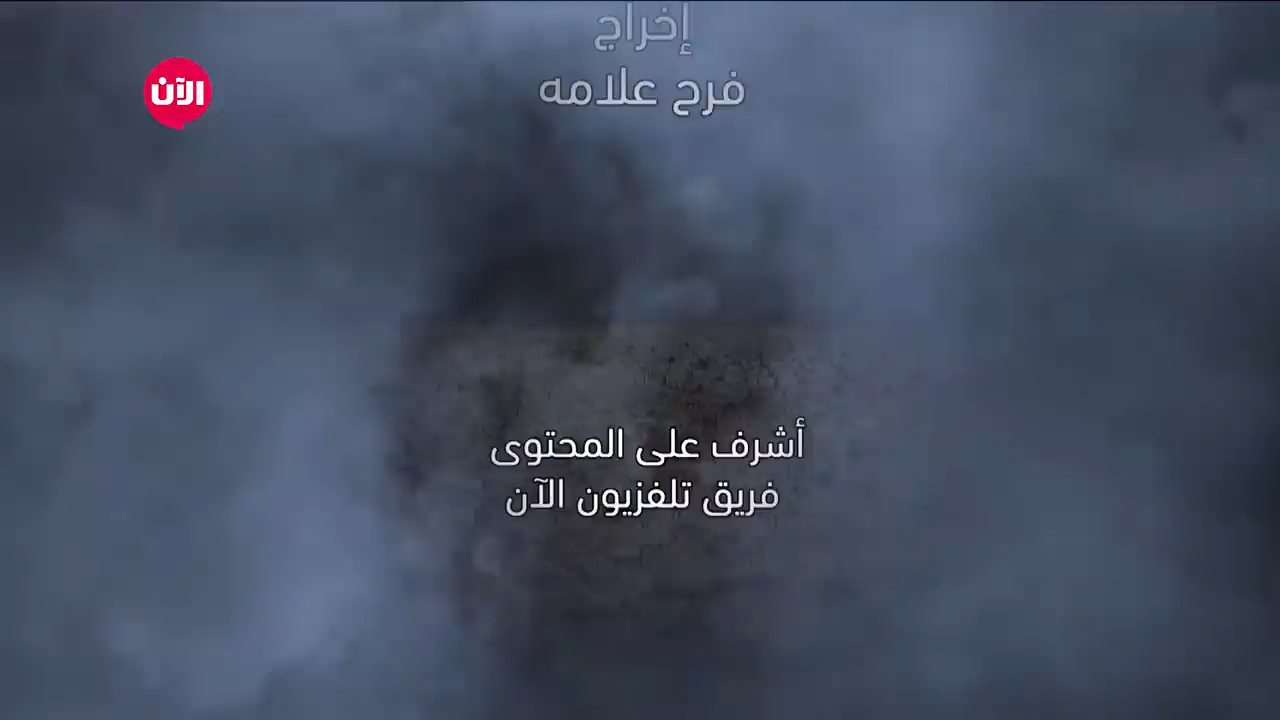 إخراج
فرح علامه
الآن
أشرف على المحتوى
فريق تلفزيون الآن